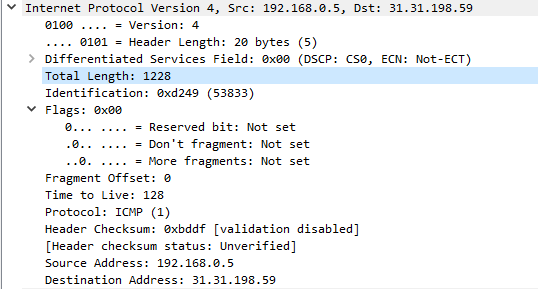 Internet Protocol Version 4, Src: 192.168.0.5, Dst: 31.31.198.59
0100 .... = Version: 4
.... 0101 = Header Length: 20 bytes (5)
Differentiated Services Field: 0x00 (DSCP: CS0, ECN: Not-ECT)
Total Length: 1228
Identification: 0xd249 (53833)
Flags: 0x00
0... .... = Reserved bit: Not set
.0.. .... = Don't fragment: Not set
..0. .... = More fragments: Not set
Fragment Offset: 0
Time to Live: 128
Protocol: ICMP (1)
Header Checksum: 0xbddf [validation disabled]
[Header checksum status: Unverified]
Source Address: 192.168.0.5
Destination Address: 31.31.198.59